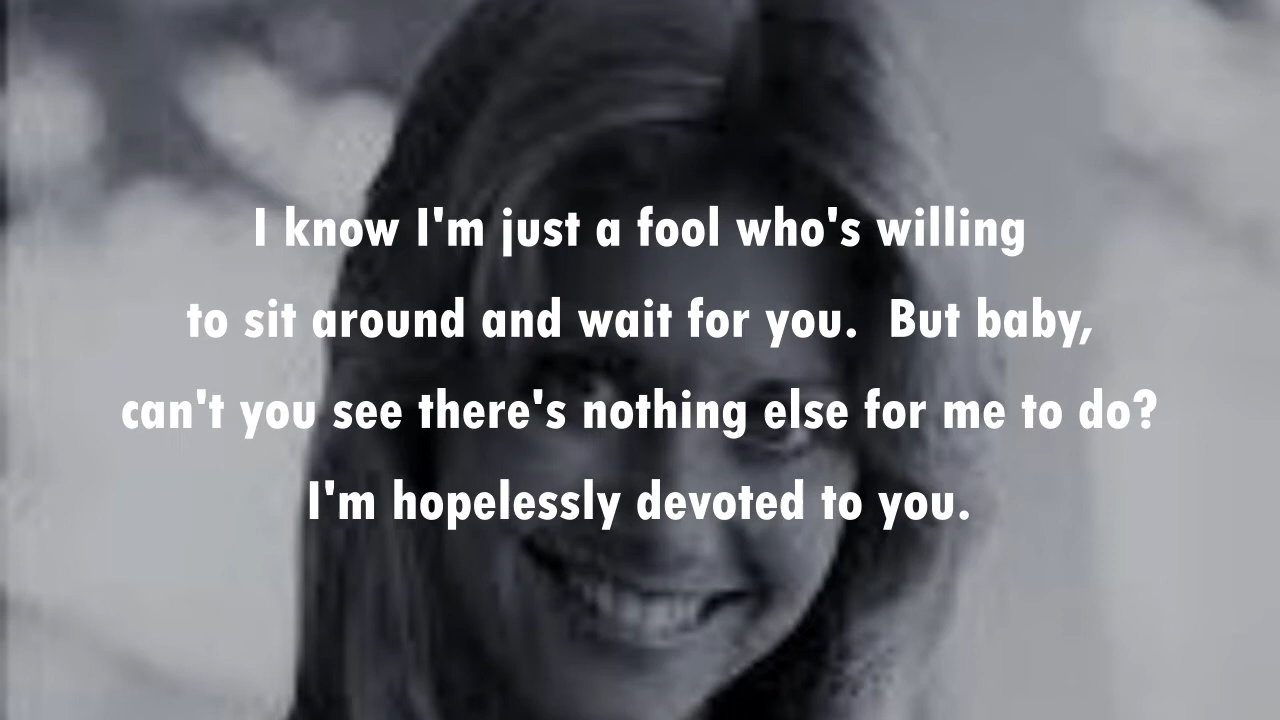 I know I'm just a fool who's willing
to sit around and wait for you.  But baby,
can't you see there's nothing else for me to do?
I'm hopelessly devoted to you.